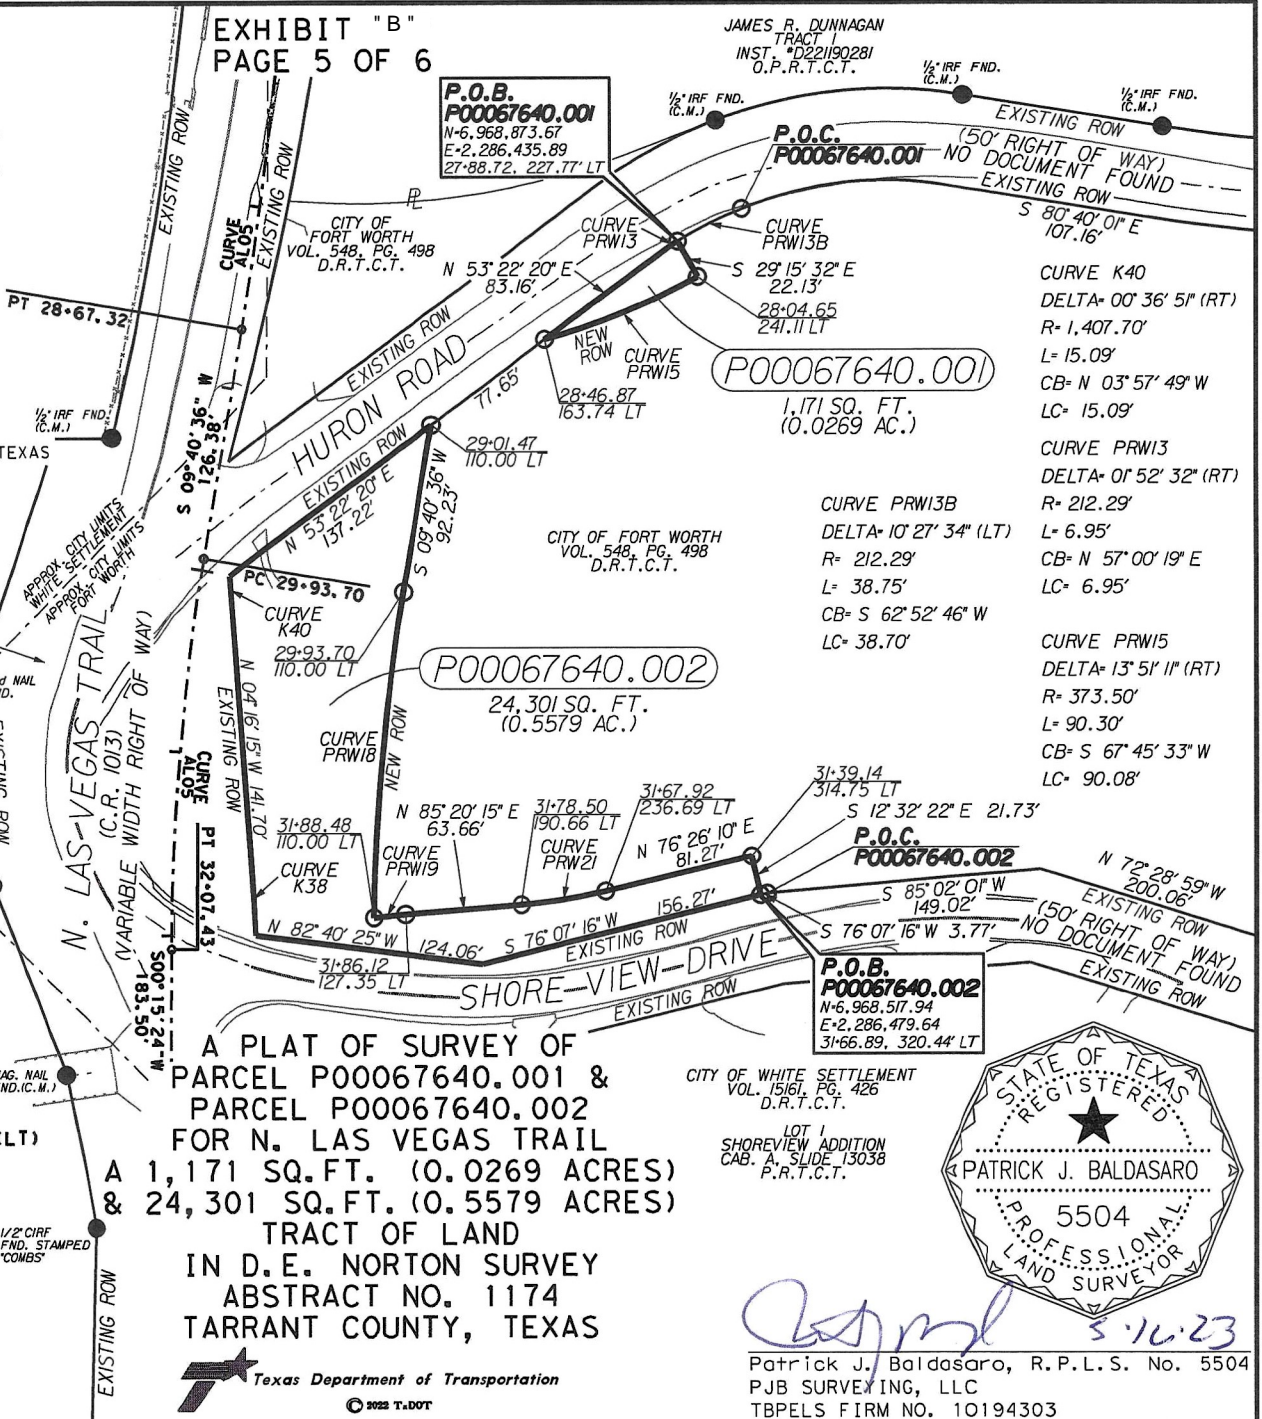 EXHIBIT "B"
PAGE 5 OF 6
JAMES R. DUNNAGAN
TRACT I
INST. #D221190281
O.P.R.T.C.T.
½" IRF FND.
(C.M.)
½" IRF FND.
(C.M.)
½" IRF FND.
(C.M.)
P.O.B.
P00067640.001
N=6,968,873.67
E=2,286,435.89
27+88.72, 227.77' LT
P.O.C.
P00067640.001
EXISTING ROW
(50' RIGHT OF WAY)
NO DOCUMENT FOUND
EXISTING ROW
S 80°40'01" E
107.16'
EXISTING ROW
EXISTING ROW
CURVE
AL05
CITY OF
FORT WORTH
VOL. 548, PG. 498
D.R.T.C.T.
PL
CURVE
PRW13
CURVE
PRW13B
N 53°22'20" E
83.16'
S 29°15'32" E
22.13'
28+04.65
241.11 LT
PT 28+67.32
EXISTING ROW
HURON ROAD
NEW
ROW
CURVE
PRW15
P00067640.001
1,171 SQ. FT.
(0.0269 AC.)
77.65'
28+46.87
163.74 LT
CURVE K40
DELTA= 00°36'51" (RT)
R= 1,407.70'
L= 15.09'
CB= N 03°57'49" W
LC= 15.09'
CURVE PRW13
DELTA= 01°52'32" (RT)
R= 212.29'
L= 6.95'
CB= N 57°00'19" E
LC= 6.95'
CURVE PRW15
DELTA= 13°51'11" (RT)
R= 373.50'
L= 90.30'
CB= S 67°45'33" W
LC= 90.08'
CURVE PRW13B
DELTA= 10°27'34" (LT)
R= 212.29'
L= 38.75'
CB= S 62°52'46" W
LC= 38.70'
½" IRF FND.
(C.M.)
TEXAS
S 09°40'36" W
126.38'
29+01.47
110.00 LT
EXISTING ROW
N 53°22'20" E
137.22'
S 09°40'36" W
92.23'
CITY OF FORT WORTH
VOL. 548, PG. 498
D.R.T.C.T.
APPROX. CITY LIMITS
WHITE SETTLEMENT
APPROX. CITY LIMITS
FORT WORTH
PC 29+93.70
CURVE
K40
29+93.70
110.00 LT
P00067640.002
24,301 SQ. FT.
(0.5579 AC.)
NAIL
N. LAS VEGAS TRAIL
(C.R. 1013)
(VARIABLE WIDTH RIGHT OF WAY)
EXISTING ROW
N 04°16'15" W 141.70'
EXISTING ROW
CURVE
PRW18
NEW ROW
CURVE
AL05
PT 32+07.43
S00°15'24"W
183.50'
31+88.48
110.00 LT
CURVE
K38
N 85°20'15" E
63.66'
CURVE
PRW19
31+78.50
190.66 LT
CURVE
PRW21
31+67.92
236.69 LT
N 76°26'10" E
81.27'
31+39.14
314.75 LT
S 12°32'22" E 21.73'
P.O.C.
P00067640.002
N 72°28'59" W
200.06'
EXISTING ROW
(50' RIGHT OF WAY)
NO DOCUMENT FOUND
EXISTING ROW
S 85°02'01" W
149.02'
S 76°07'16" W 3.77'
N 82°40'25" W 124.06'
S 76°07'16" W 156.27'
EXISTING ROW
31+86.12
127.35 LT
SHORE VIEW DRIVE
EXISTING ROW
P.O.B.
P00067640.002
N=6,968,517.94
E=2,286,479.64
31+66.89, 320.44' LT
MAG. NAIL
FND.(C.M.)
LT)
1/2" CIRF
FND. STAMPED
"COMBS"
EXISTING ROW
A PLAT OF SURVEY OF
PARCEL P00067640.001 &
PARCEL P00067640.002
FOR N. LAS VEGAS TRAIL
A 1,171 SQ.FT. (0.0269 ACRES)
& 24,301 SQ.FT. (0.5579 ACRES)
TRACT OF LAND
IN D.E. NORTON SURVEY
ABSTRACT NO. 1174
TARRANT COUNTY, TEXAS
CITY OF WHITE SETTLEMENT
VOL. 15161, PG. 426
D.R.T.C.T.
LOT 1
SHOREVIEW ADDITION
CAB. A, SLIDE 13038
P.R.T.C.T.
STATE OF TEXAS
REGISTERED
PATRICK J. BALDASARO
5504
PROFESSIONAL
LAND SURVEYOR
5.16.23
Patrick J. Baldasaro, R.P.L.S. No. 5504
PJB SURVEYING, LLC
TBPELS FIRM NO. 10194303
Texas Department of Transportation
© 2022 TxDOT